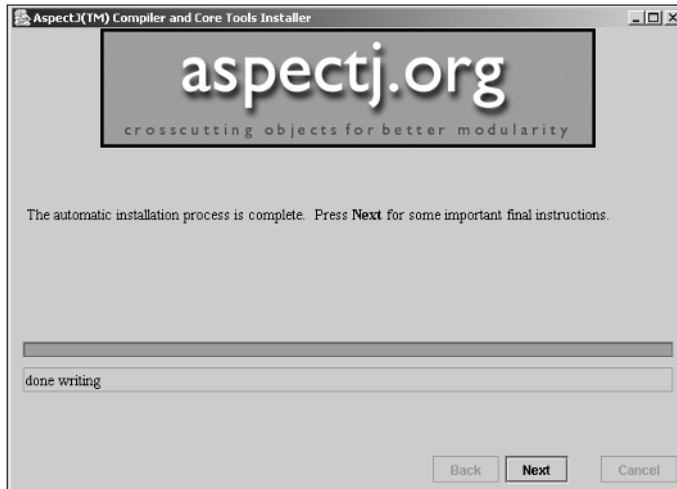 AspectJ(TM) Compiler and Core Tools Installer
aspectj.org
crosscutting objects for better modularity
The automatic installation process is complete. Press Next for some important final instructions.
done writing
Back Next Cancel